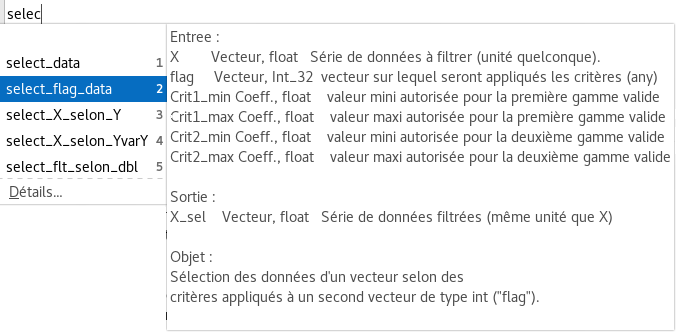 selec
select_data 1
select_flag_data 2
select_X_selon_Y 3
select_X_selon_YvarY 4
select_flt_selon_dbl 5
Détails...
Entree :
X Vecteur, float Série de données à filtrer (unité quelconque).
flag Vecteur, Int_32 vecteur sur lequel seront appliqués les critères (any)
Crit1_min Coeff., float valeur mini autorisée pour la première gamme valide
Crit1_max Coeff., float valeur maxi autorisée pour la première gamme valide
Crit2_min Coeff., float valeur mini autorisée pour la deuxième gamme valide
Crit2_max Coeff., float valeur maxi autorisée pour la deuxième gamme valide
Sortie :
X_sel Vecteur, float Série de données filtrées (même unité que X)
Objet :
Sélection des données d'un vecteur selon des
critères appliqués à un second vecteur de type int ("flag").